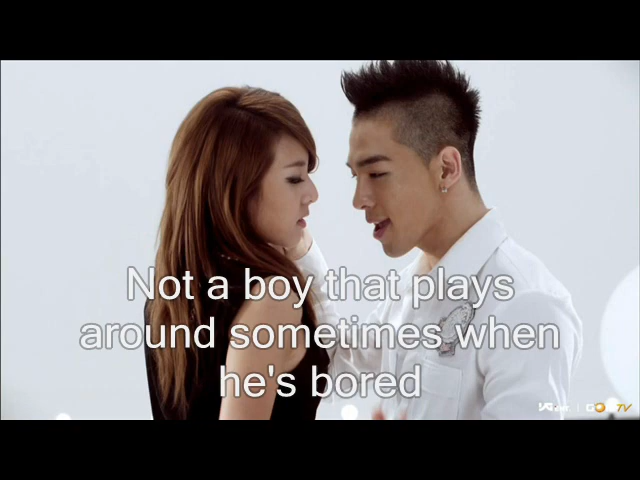 Not a boy that plays
around sometimes when
he's bored